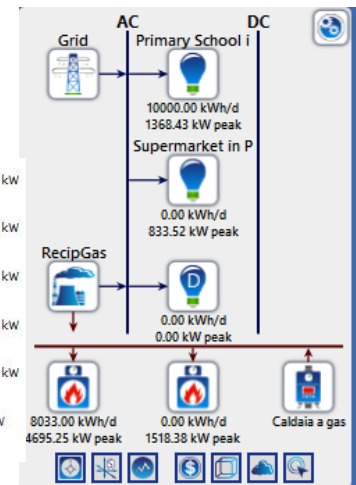 AC DC
Grid Primary School i
10000.00 kWh/d
1368.43 kW peak
Supermarket in P
kW
0.00 kWh/d
833.52 kW peak
kW
RecipGas
kW
D
0.00 kWh/d
0.00 kW peak
kW
kW
8033.00 kWh/d 0.00 kWh/d Caldaia a gas
4695.25 kW peak 1518.38 kW peak